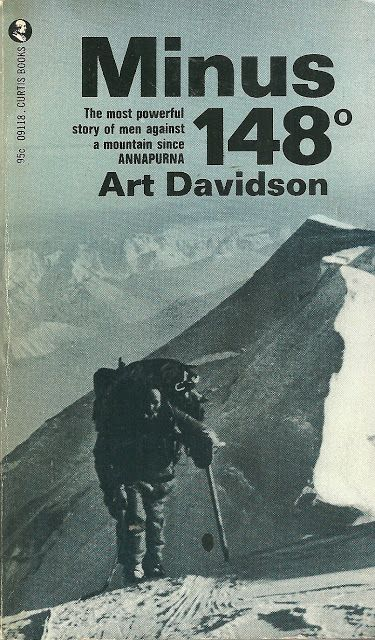 95c 09118 . CURTIS BOOKS
Minus
The most powerful
story of men against
a mountain since
ANNAPURNA
148°
Art Davidson